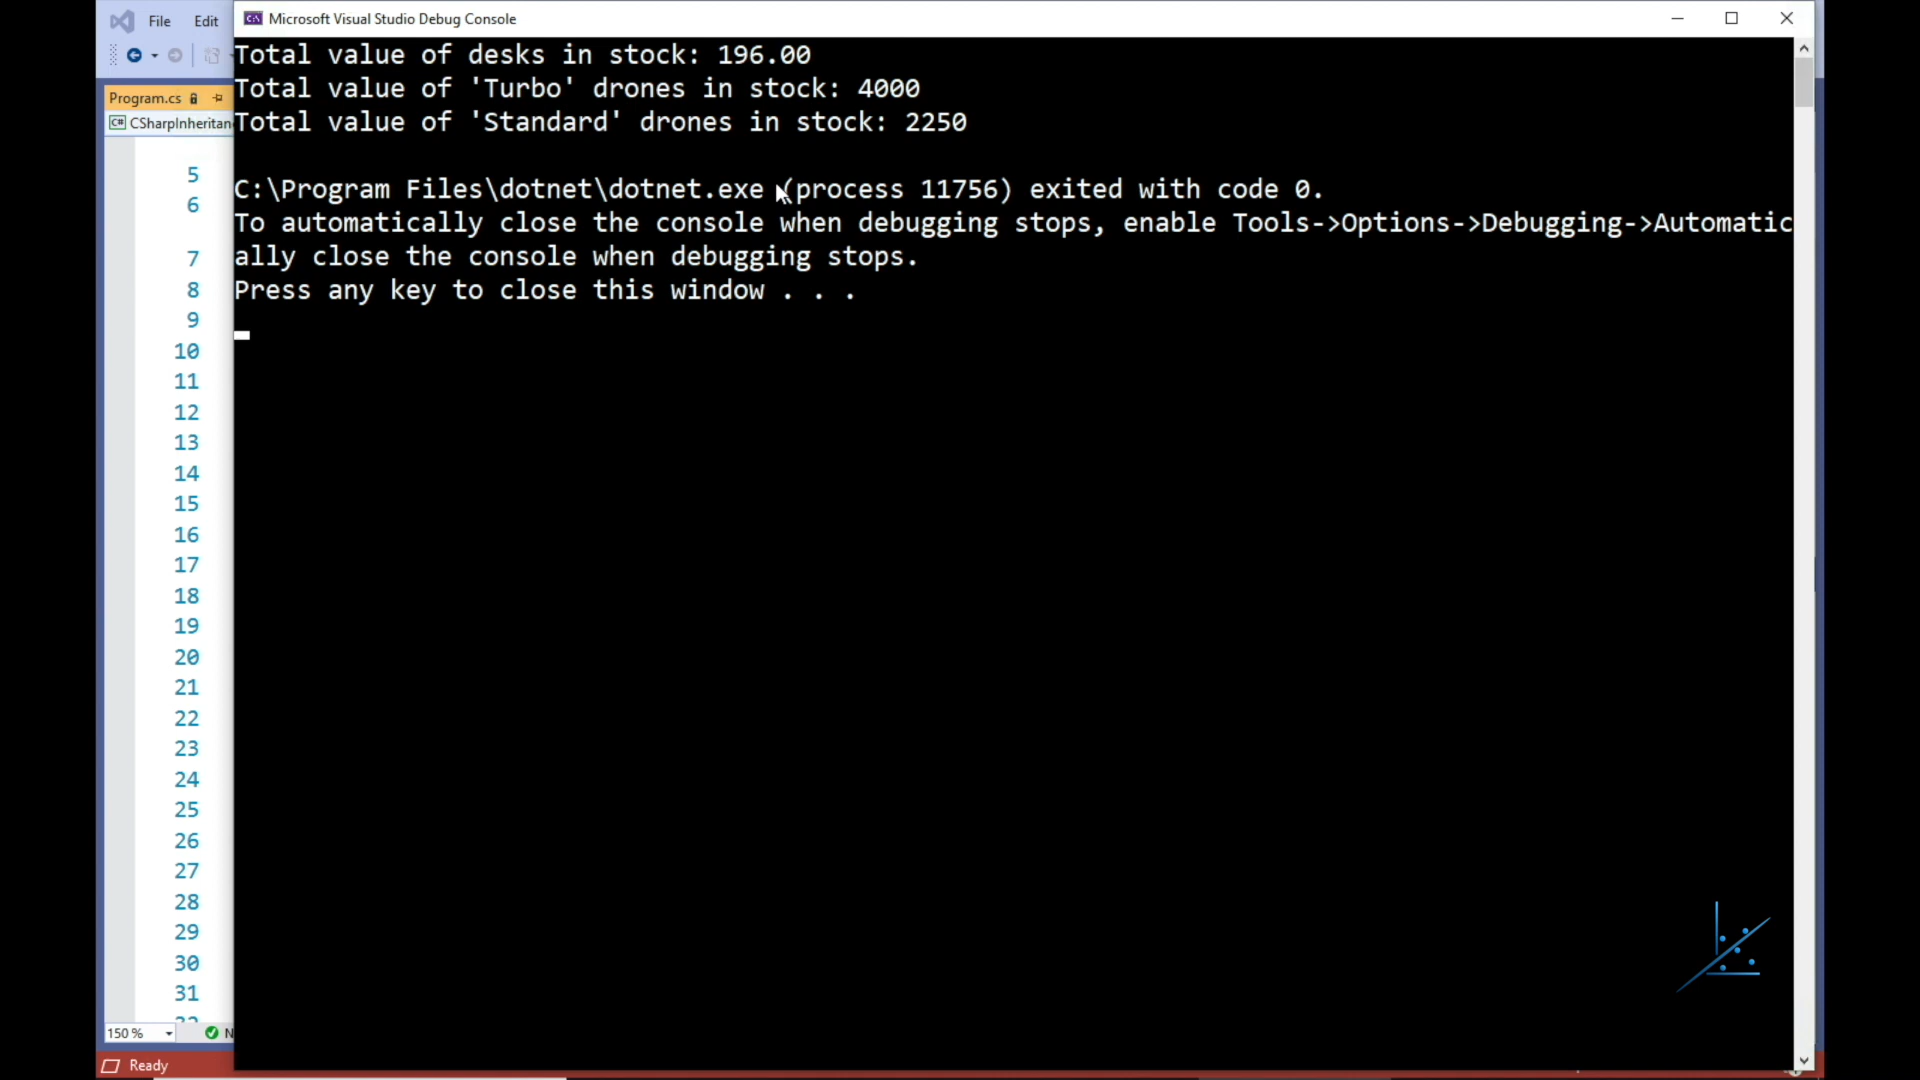 File Edit
Microsoft Visual Studio Debug Console
Program.cs
CSharpInheritan
Total value of desks in stock: 196.00
Total value of 'Turbo' drones in stock: 4000
Total value of 'Standard' drones in stock: 2250
C:\Program Files\dotnet\dotnet.exe (process 11756) exited with code 0.
To automatically close the console when debugging stops, enable Tools->Options->Debugging->Automatic
ally close the console when debugging stops.
Press any key to close this window . . .
5
6
7
8
9
10
11
12
13
14
15
16
17
18
19
20
21
22
23
24
25
26
27
28
29
30
31
150 % N
Ready